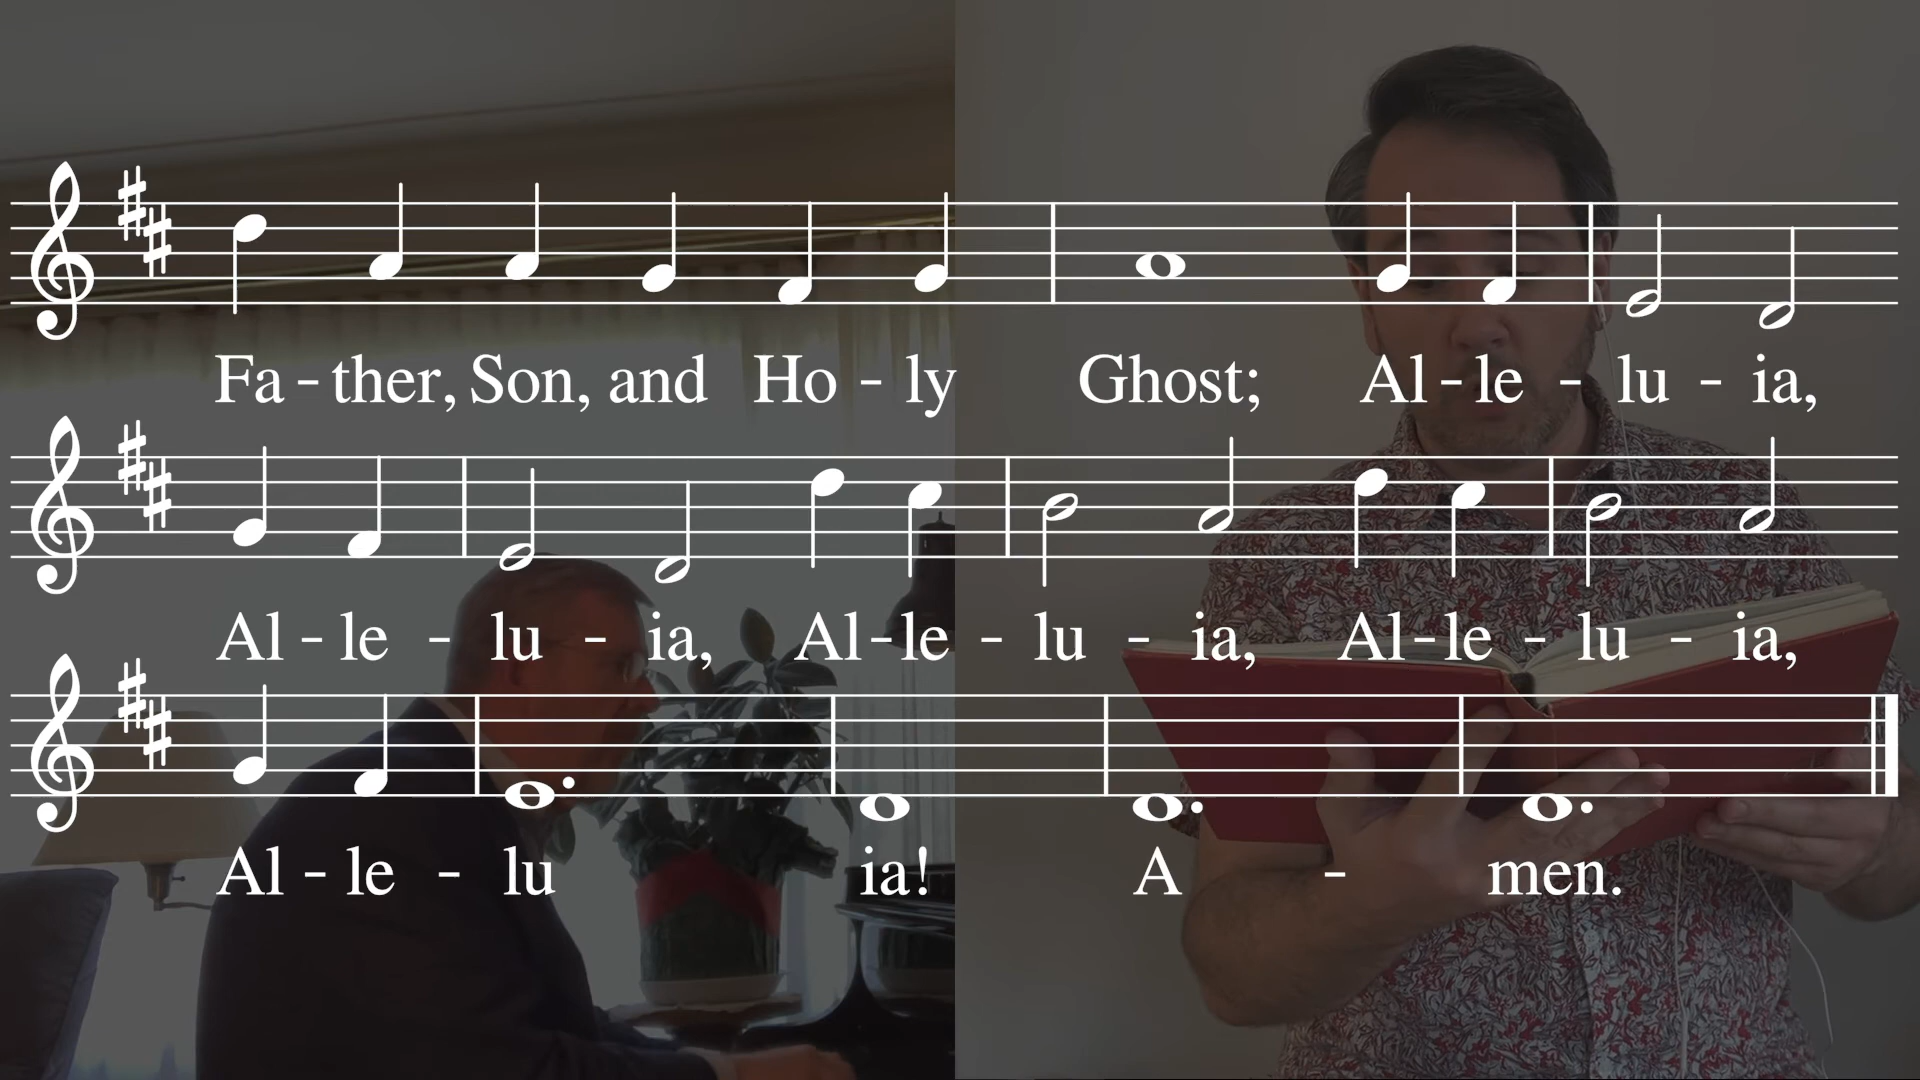 Fa - ther, Son, and Ho - ly Ghost; Al - le - lu - ia,
Al - le - lu - ia, Al - le - lu - ia, Al - le - lu - ia,
Al - le - lu ia! A - men.